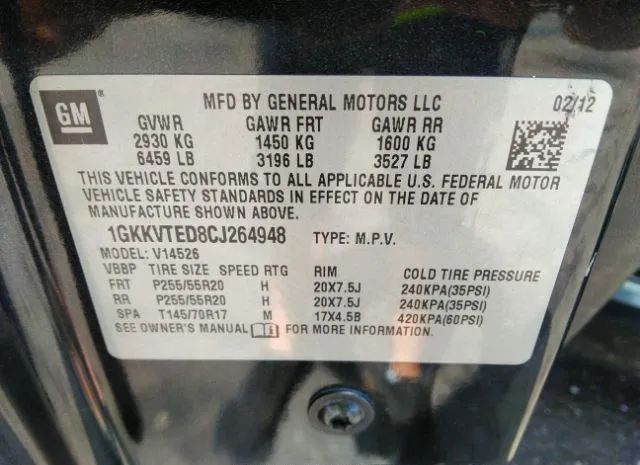 GM ®
MFD BY GENERAL MOTORS LLC 02/12
GVWR GAWR FRT GAWR RR
2930 KG 1450 KG 1600 KG
6459 LB 3196 LB 3527 LB
THIS VEHICLE CONFORMS TO ALL APPLICABLE U.S. FEDERAL MOTOR
VEHICLE SAFETY STANDARDS IN EFFECT ON THE DATE OF
MANUFACTURE SHOWN ABOVE.
1GKKVTED8CJ264948 TYPE: M.P.V.
MODEL: V14526
VBBP TIRE SIZE SPEED RTG RIM COLD TIRE PRESSURE
FRT P255/55R20 H 20X7.5J 240KPA(35PSI)
RR P255/55R20 H 20X7.5J 240KPA(35PSI)
SPA T145/70R17 M 17X4.5B 420KPA(60PSI)
SEE OWNER'S MANUAL FOR MORE INFORMATION.